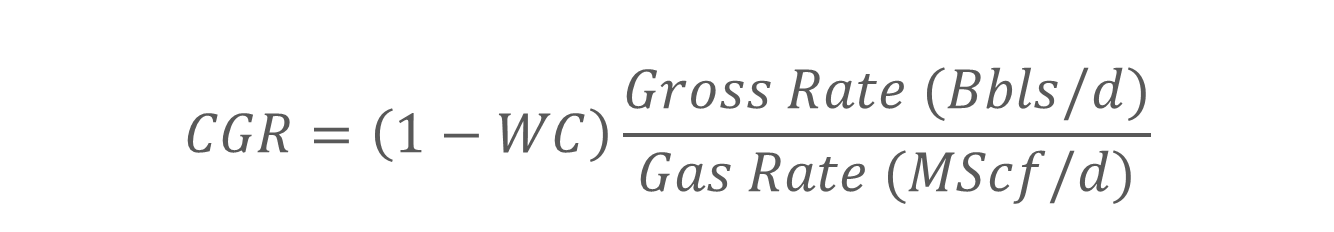 CGR = (1 − WC) Gross Rate (Bbls/d)
Gas Rate (MScf/d)